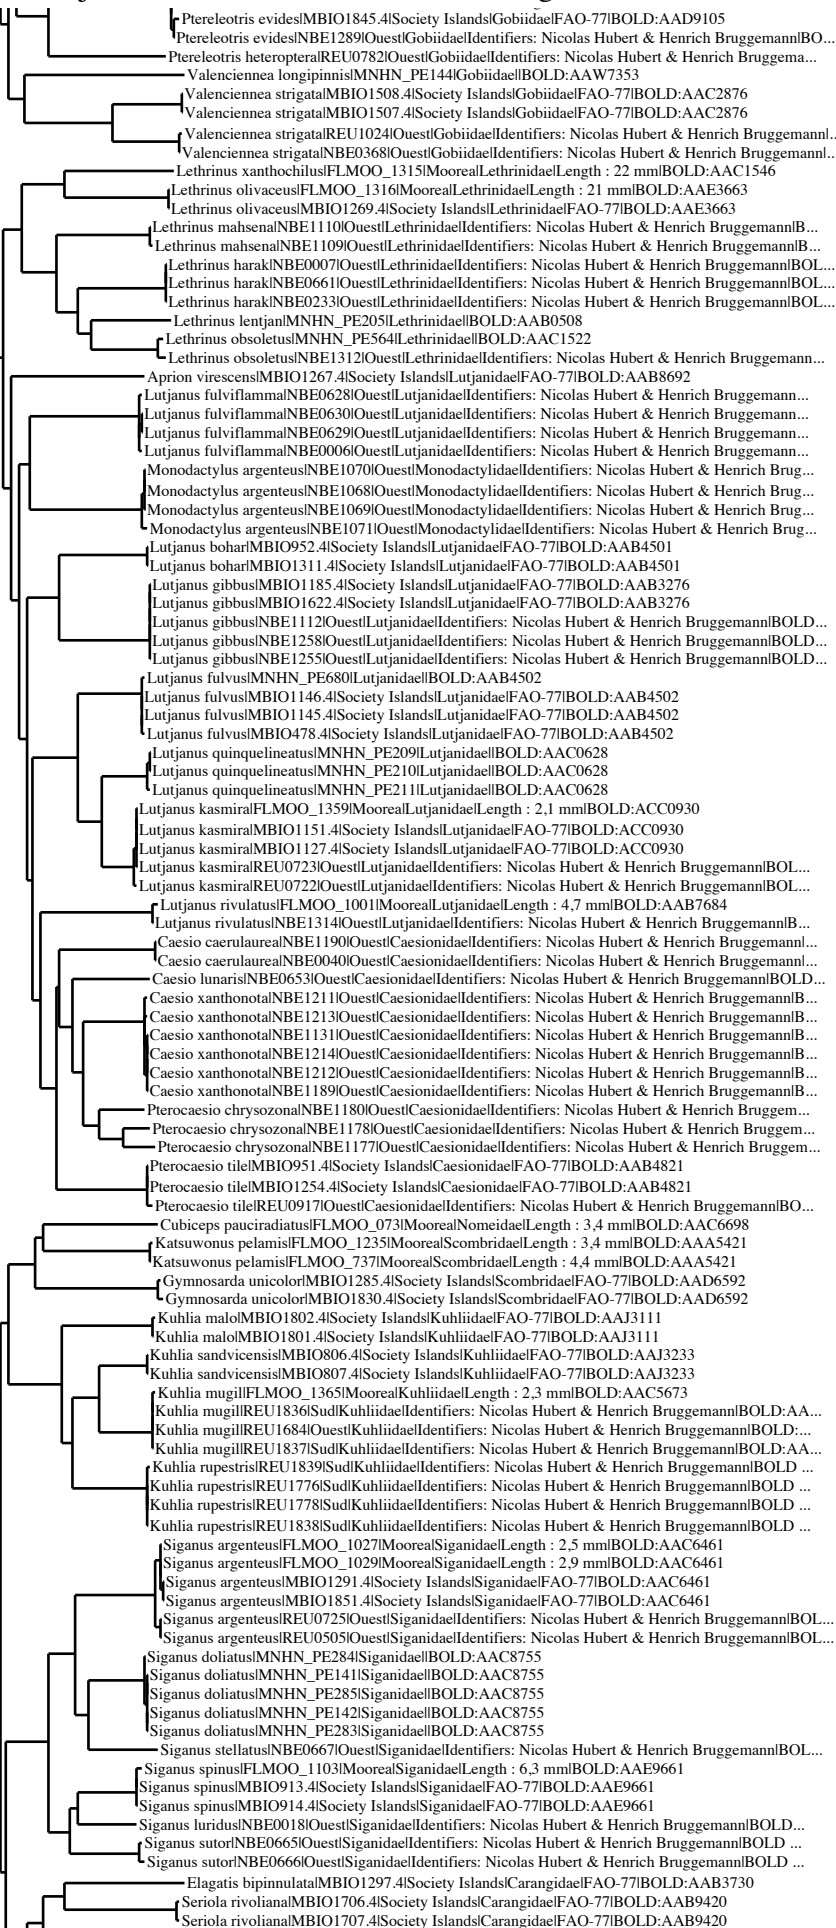 Ptereleotris evides|MBIO1845.4|Society Islands|Gobiidae|FAO-77|BOLD:AAD9105
Ptereleotris evides|NBE1289|Ouest|Gobiidae|Identifiers: Nicolas Hubert & Henrich Bruggemann|BO...
Ptereleotris heteroptera|REU0782|Ouest|Gobiidae|Identifiers: Nicolas Hubert & Henrich Bruggema...
Valenciennea longipinnis|MNHN_PE144|Gobiidae||BOLD:AAW7353
Valenciennea strigata|MBIO1508.4|Society Islands|Gobiidae|FAO-77|BOLD:AAC2876
Valenciennea strigata|MBIO1507.4|Society Islands|Gobiidae|FAO-77|BOLD:AAC2876
Valenciennea strigata|REU1024|Ouest|Gobiidae|Identifiers: Nicolas Hubert & Henrich Bruggemann|...
Valenciennea strigata|NBE0368|Ouest|Gobiidae|Identifiers: Nicolas Hubert & Henrich Bruggemann|...
Lethrinus xanthochilus|FLMOO_1315|Moorea|Lethrinidae|Length : 22 mm|BOLD:AAC1546
Lethrinus olivaceus|FLMOO_1316|Moorea|Lethrinidae|Length : 21 mm|BOLD:AAE3663
Lethrinus olivaceus|MBIO1269.4|Society Islands|Lethrinidae|FAO-77|BOLD:AAE3663
Lethrinus mahsena|NBE1110|Ouest|Lethrinidae|Identifiers: Nicolas Hubert & Henrich Bruggemann|B...
Lethrinus mahsena|NBE1109|Ouest|Lethrinidae|Identifiers: Nicolas Hubert & Henrich Bruggemann|B...
Lethrinus harak|NBE0007|Ouest|Lethrinidae|Identifiers: Nicolas Hubert & Henrich Bruggemann|BOL...
Lethrinus harak|NBE0661|Ouest|Lethrinidae|Identifiers: Nicolas Hubert & Henrich Bruggemann|BOL...
Lethrinus harak|NBE0233|Ouest|Lethrinidae|Identifiers: Nicolas Hubert & Henrich Bruggemann|BOL...
Lethrinus lentjan|MNHN_PE205|Lethrinidae||BOLD:AAB0508
Lethrinus obsoletus|MNHN_PE564|Lethrinidae||BOLD:AAC1522
Lethrinus obsoletus|NBE1312|Ouest|Lethrinidae|Identifiers: Nicolas Hubert & Henrich Bruggemann...
Aprion virescens|MBIO1267.4|Society Islands|Lutjanidae|FAO-77|BOLD:AAB8692
Lutjanus fulviflamma|NBE0628|Ouest|Lutjanidae|Identifiers: Nicolas Hubert & Henrich Bruggemann...
Lutjanus fulviflamma|NBE0630|Ouest|Lutjanidae|Identifiers: Nicolas Hubert & Henrich Bruggemann...
Lutjanus fulviflamma|NBE0629|Ouest|Lutjanidae|Identifiers: Nicolas Hubert & Henrich Bruggemann...
Lutjanus fulviflamma|NBE0006|Ouest|Lutjanidae|Identifiers: Nicolas Hubert & Henrich Bruggemann...
Monodactylus argenteus|NBE1070|Ouest|Monodactylidae|Identifiers: Nicolas Hubert & Henrich Brug...
Monodactylus argenteus|NBE1068|Ouest|Monodactylidae|Identifiers: Nicolas Hubert & Henrich Brug...
Monodactylus argenteus|NBE1069|Ouest|Monodactylidae|Identifiers: Nicolas Hubert & Henrich Brug...
Monodactylus argenteus|NBE1071|Ouest|Monodactylidae|Identifiers: Nicolas Hubert & Henrich Brug...
Lutjanus bohar|MBIO952.4|Society Islands|Lutjanidae|FAO-77|BOLD:AAB4501
Lutjanus bohar|MBIO1311.4|Society Islands|Lutjanidae|FAO-77|BOLD:AAB4501
Lutjanus gibbus|MBIO1185.4|Society Islands|Lutjanidae|FAO-77|BOLD:AAB3276
Lutjanus gibbus|MBIO1622.4|Society Islands|Lutjanidae|FAO-77|BOLD:AAB3276
Lutjanus gibbus|NBE1112|Ouest|Lutjanidae|Identifiers: Nicolas Hubert & Henrich Bruggemann|BOLD...
Lutjanus gibbus|NBE1258|Ouest|Lutjanidae|Identifiers: Nicolas Hubert & Henrich Bruggemann|BOLD...
Lutjanus gibbus|NBE1255|Ouest|Lutjanidae|Identifiers: Nicolas Hubert & Henrich Bruggemann|BOLD...
Lutjanus fulvus|MNHN_PE680|Lutjanidae||BOLD:AAB4502
Lutjanus fulvus|MBIO1146.4|Society Islands|Lutjanidae|FAO-77|BOLD:AAB4502
Lutjanus fulvus|MBIO1145.4|Society Islands|Lutjanidae|FAO-77|BOLD:AAB4502
Lutjanus fulvus|MBIO478.4|Society Islands|Lutjanidae|FAO-77|BOLD:AAB4502
Lutjanus quinquelineatus|MNHN_PE209|Lutjanidae||BOLD:AAC0628
Lutjanus quinquelineatus|MNHN_PE210|Lutjanidae||BOLD:AAC0628
Lutjanus quinquelineatus|MNHN_PE211|Lutjanidae||BOLD:AAC0628
Lutjanus kasmira|FLMOO_1359|Moorea|Lutjanidae|Length : 2,1 mm|BOLD:ACC0930
Lutjanus kasmira|MBIO1151.4|Society Islands|Lutjanidae|FAO-77|BOLD:ACC0930
Lutjanus kasmira|MBIO1127.4|Society Islands|Lutjanidae|FAO-77|BOLD:ACC0930
Lutjanus kasmira|REU0723|Ouest|Lutjanidae|Identifiers: Nicolas Hubert & Henrich Bruggemann|BOL...
Lutjanus kasmira|REU0722|Ouest|Lutjanidae|Identifiers: Nicolas Hubert & Henrich Bruggemann|BOL...
Lutjanus rivulatus|FLMOO_1001|Moorea|Lutjanidae|Length : 4,7 mm|BOLD:AAB7684
Lutjanus rivulatus|NBE1314|Ouest|Lutjanidae|Identifiers: Nicolas Hubert & Henrich Bruggemann|B...
Caesio caerulaurea|NBE1190|Ouest|Caesionidae|Identifiers: Nicolas Hubert & Henrich Bruggemann|...
Caesio caerulaurea|NBE0040|Ouest|Caesionidae|Identifiers: Nicolas Hubert & Henrich Bruggemann|...
Caesio lunaris|NBE0653|Ouest|Caesionidae|Identifiers: Nicolas Hubert & Henrich Bruggemann|BOLD...
Caesio xanthonota|NBE1211|Ouest|Caesionidae|Identifiers: Nicolas Hubert & Henrich Bruggemann|B...
Caesio xanthonota|NBE1213|Ouest|Caesionidae|Identifiers: Nicolas Hubert & Henrich Bruggemann|B...
Caesio xanthonota|NBE1131|Ouest|Caesionidae|Identifiers: Nicolas Hubert & Henrich Bruggemann|B...
Caesio xanthonota|NBE1214|Ouest|Caesionidae|Identifiers: Nicolas Hubert & Henrich Bruggemann|B...
Caesio xanthonota|NBE1212|Ouest|Caesionidae|Identifiers: Nicolas Hubert & Henrich Bruggemann|B...
Caesio xanthonota|NBE1189|Ouest|Caesionidae|Identifiers: Nicolas Hubert & Henrich Bruggemann|B...
Pterocaesio chrysozona|NBE1180|Ouest|Caesionidae|Identifiers: Nicolas Hubert & Henrich Bruggem...
Pterocaesio chrysozona|NBE1178|Ouest|Caesionidae|Identifiers: Nicolas Hubert & Henrich Bruggem...
Pterocaesio chrysozona|NBE1177|Ouest|Caesionidae|Identifiers: Nicolas Hubert & Henrich Bruggem...
Pterocaesio tile|MBIO951.4|Society Islands|Caesionidae|FAO-77|BOLD:AAB4821
Pterocaesio tile|MBIO1254.4|Society Islands|Caesionidae|FAO-77|BOLD:AAB4821
Pterocaesio tile|REU0917|Ouest|Caesionidae|Identifiers: Nicolas Hubert & Henrich Bruggemann|BO...
Cubiceps pauciradiatus|FLMOO_073|Moorea|Nomeidae|Length : 3,4 mm|BOLD:AAC6698
Katsuwonus pelamis|FLMOO_1235|Moorea|Scombridae|Length : 3,4 mm|BOLD:AAA5421
Katsuwonus pelamis|FLMOO_737|Moorea|Scombridae|Length : 4,4 mm|BOLD:AAA5421
Gymnosarda unicolor|MBIO1285.4|Society Islands|Scombridae|FAO-77|BOLD:AAD6592
Gymnosarda unicolor|MBIO1830.4|Society Islands|Scombridae|FAO-77|BOLD:AAD6592
Kuhlia malo|MBIO1802.4|Society Islands|Kuhliidae|FAO-77|BOLD:AAJ3111
Kuhlia malo|MBIO1801.4|Society Islands|Kuhliidae|FAO-77|BOLD:AAJ3111
Kuhlia sandvicensis|MBIO806.4|Society Islands|Kuhliidae|FAO-77|BOLD:AAJ3233
Kuhlia sandvicensis|MBIO807.4|Society Islands|Kuhliidae|FAO-77|BOLD:AAJ3233
Kuhlia mugil|FLMOO_1365|Moorea|Kuhliidae|Length : 2,3 mm|BOLD:AAC5673
Kuhlia mugil|REU1836|Sud|Kuhliidae|Identifiers: Nicolas Hubert & Henrich Bruggemann|BOLD:AA...
Kuhlia mugil|REU1684|Ouest|Kuhliidae|Identifiers: Nicolas Hubert & Henrich Bruggemann|BOLD:...
Kuhlia mugil|REU1837|Sud|Kuhliidae|Identifiers: Nicolas Hubert & Henrich Bruggemann|BOLD:AA...
Kuhlia rupestris|REU1839|Sud|Kuhliidae|Identifiers: Nicolas Hubert & Henrich Bruggemann|BOLD ...
Kuhlia rupestris|REU1776|Sud|Kuhliidae|Identifiers: Nicolas Hubert & Henrich Bruggemann|BOLD ...
Kuhlia rupestris|REU1778|Sud|Kuhliidae|Identifiers: Nicolas Hubert & Henrich Bruggemann|BOLD ...
Kuhlia rupestris|REU1838|Sud|Kuhliidae|Identifiers: Nicolas Hubert & Henrich Bruggemann|BOLD ...
Siganus argenteus|FLMOO_1027|Moorea|Siganidae|Length : 2,5 mm|BOLD:AAC6461
Siganus argenteus|FLMOO_1029|Moorea|Siganidae|Length : 2,9 mm|BOLD:AAC6461
Siganus argenteus|MBIO1291.4|Society Islands|Siganidae|FAO-77|BOLD:AAC6461
Siganus argenteus|MBIO1851.4|Society Islands|Siganidae|FAO-77|BOLD:AAC6461
Siganus argenteus|REU0725|Ouest|Siganidae|Identifiers: Nicolas Hubert & Henrich Bruggemann|BOL...
Siganus argenteus|REU0505|Ouest|Siganidae|Identifiers: Nicolas Hubert & Henrich Bruggemann|BOL...
Siganus doliatus|MNHN_PE284|Siganidae||BOLD:AAC8755
Siganus doliatus|MNHN_PE141|Siganidae||BOLD:AAC8755
Siganus doliatus|MNHN_PE285|Siganidae||BOLD:AAC8755
Siganus doliatus|MNHN_PE142|Siganidae||BOLD:AAC8755
Siganus doliatus|MNHN_PE283|Siganidae||BOLD:AAC8755
Siganus stellatus|NBE0667|Ouest|Siganidae|Identifiers: Nicolas Hubert & Henrich Bruggemann|BOL...
Siganus spinus|FLMOO_1103|Moorea|Siganidae|Length : 6,3 mm|BOLD:AAE9661
Siganus spinus|MBIO913.4|Society Islands|Siganidae|FAO-77|BOLD:AAE9661
Siganus spinus|MBIO914.4|Society Islands|Siganidae|FAO-77|BOLD:AAE9661
Siganus luridus|NBE0018|Ouest|Siganidae|Identifiers: Nicolas Hubert & Henrich Bruggemann|BOLD...
Siganus sutor|NBE0665|Ouest|Siganidae|Identifiers: Nicolas Hubert & Henrich Bruggemann|BOLD ...
Siganus sutor|NBE0666|Ouest|Siganidae|Identifiers: Nicolas Hubert & Henrich Bruggemann|BOLD ...
Elagatis bipinnulata|MBIO1297.4|Society Islands|Carangidae|FAO-77|BOLD:AAB3730
Seriola rivoliana|MBIO1706.4|Society Islands|Carangidae|FAO-77|BOLD:AAB9420
Seriola rivoliana|MBIO1707.4|Society Islands|Carangidae|FAO-77|BOLD:AAB9420